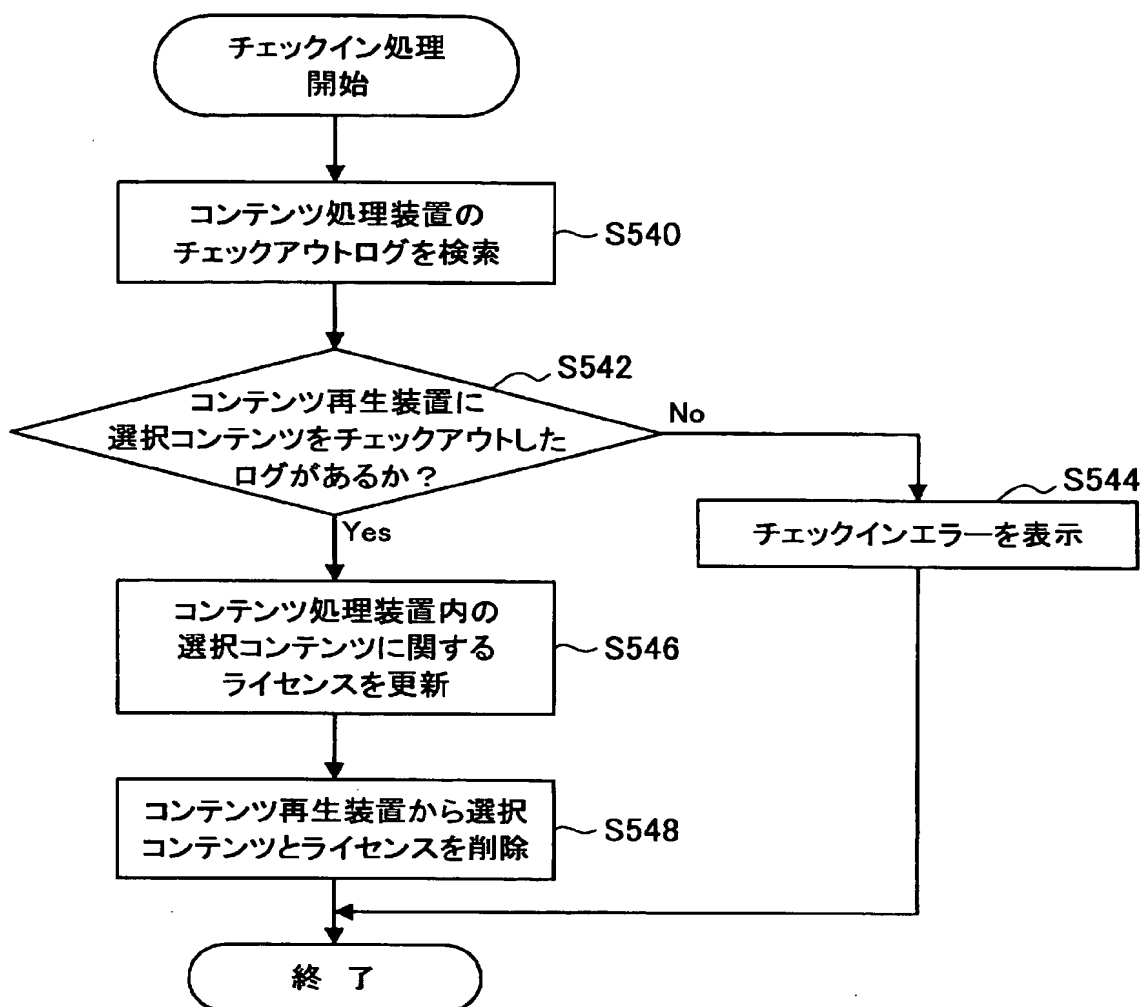 チェックイン処理
開始
コンテンツ処理装置の
チェックアウトログを検索
S540
S542
コンテンツ再生装置に
選択コンテンツをチェックアウトした
ログがあるか？
No
Yes
S544
チェックインエラーを表示
コンテンツ処理装置内の
選択コンテンツに関する
ライセンスを更新
S546
コンテンツ再生装置から選択
コンテンツとライセンスを削除
S548
終 了